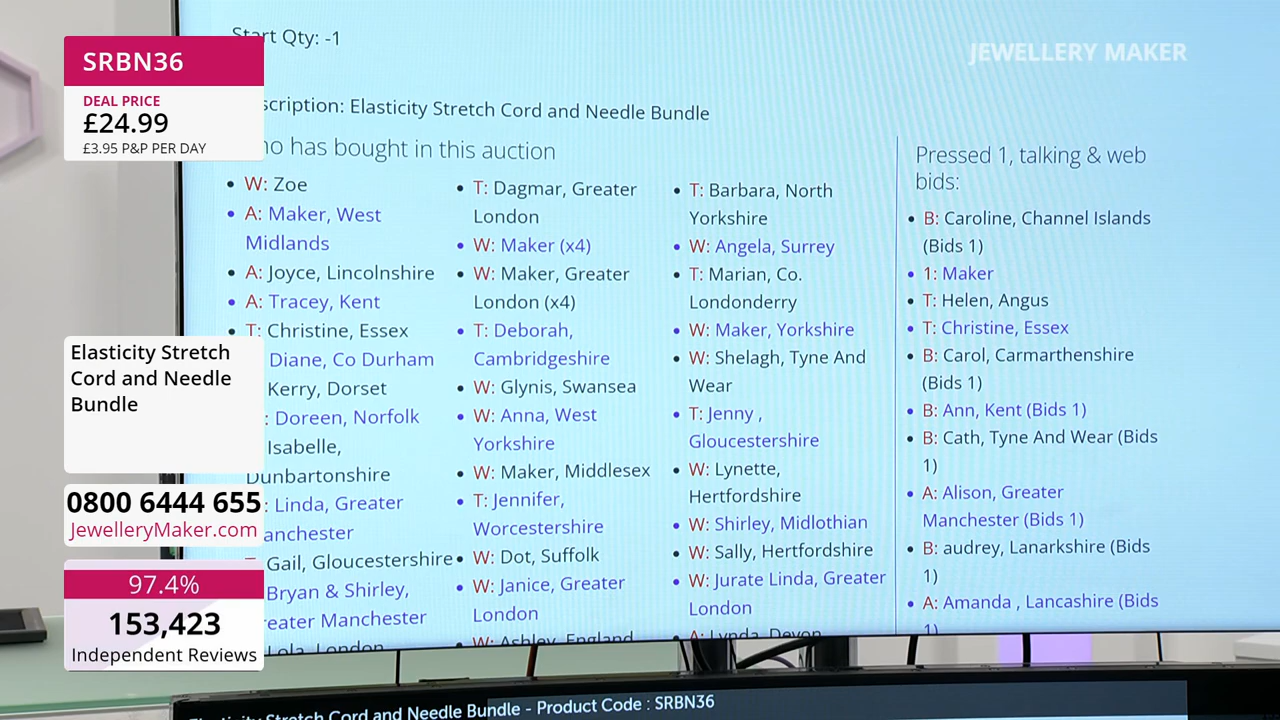 SRBN36
DEAL PRICE
£24.99
£3.95 P&P PER DAY
Elasticity Stretch
Cord and Needle
Bundle
0800 6444 655
JewelleryMaker.com
97.4%
153,423
Independent Reviews
JEWELLERY MAKER
Start Qty: -1
scription: Elasticity Stretch Cord and Needle Bundle
ho has bought in this auction
W: Zoe
A: Maker, West
Midlands
A: Joyce, Lincolnshire
A: Tracey, Kent
T: Christine, Essex
Diane, Co Durham
Kerry, Dorset
: Doreen, Norfolk
Isabelle,
Dunbartonshire
: Linda, Greater
anchester
Gail, Gloucestershire
Bryan & Shirley,
reater Manchester
Lola, London
T: Dagmar, Greater
London
W: Maker (x4)
W: Maker, Greater
London (x4)
T: Deborah,
Cambridgeshire
W: Glynis, Swansea
W: Anna, West
Yorkshire
W: Maker, Middlesex
T: Jennifer,
Worcestershire
W: Dot, Suffolk
W: Janice, Greater
London
W: Ashley, England
T: Barbara, North
Yorkshire
W: Angela, Surrey
T: Marian, Co.
Londonderry
W: Maker, Yorkshire
W: Shelagh, Tyne And
Wear
T: Jenny ,
Gloucestershire
W: Lynette,
Hertfordshire
W: Shirley, Midlothian
W: Sally, Hertfordshire
W: Jurate Linda, Greater
London
A: Lynda, Devon
Pressed 1, talking & web
bids:
B: Caroline, Channel Islands
(Bids 1)
1: Maker
T: Helen, Angus
T: Christine, Essex
B: Carol, Carmarthenshire
(Bids 1)
B: Ann, Kent (Bids 1)
B: Cath, Tyne And Wear (Bids
1)
A: Alison, Greater
Manchester (Bids 1)
B: audrey, Lanarkshire (Bids
1)
A: Amanda , Lancashire (Bids
1)
Elasticity Stretch Cord and Needle Bundle - Product Code : SRBN36